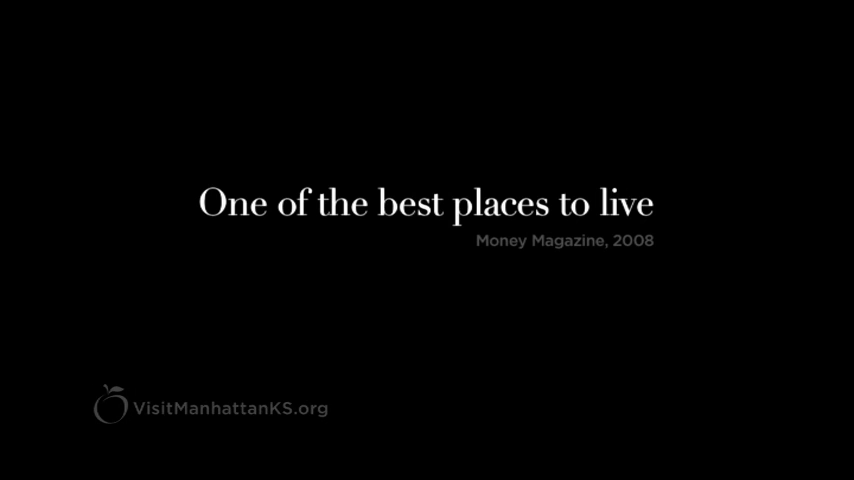 One of the best places to live
Money Magazine, 2008
VisitManhattanKS.org